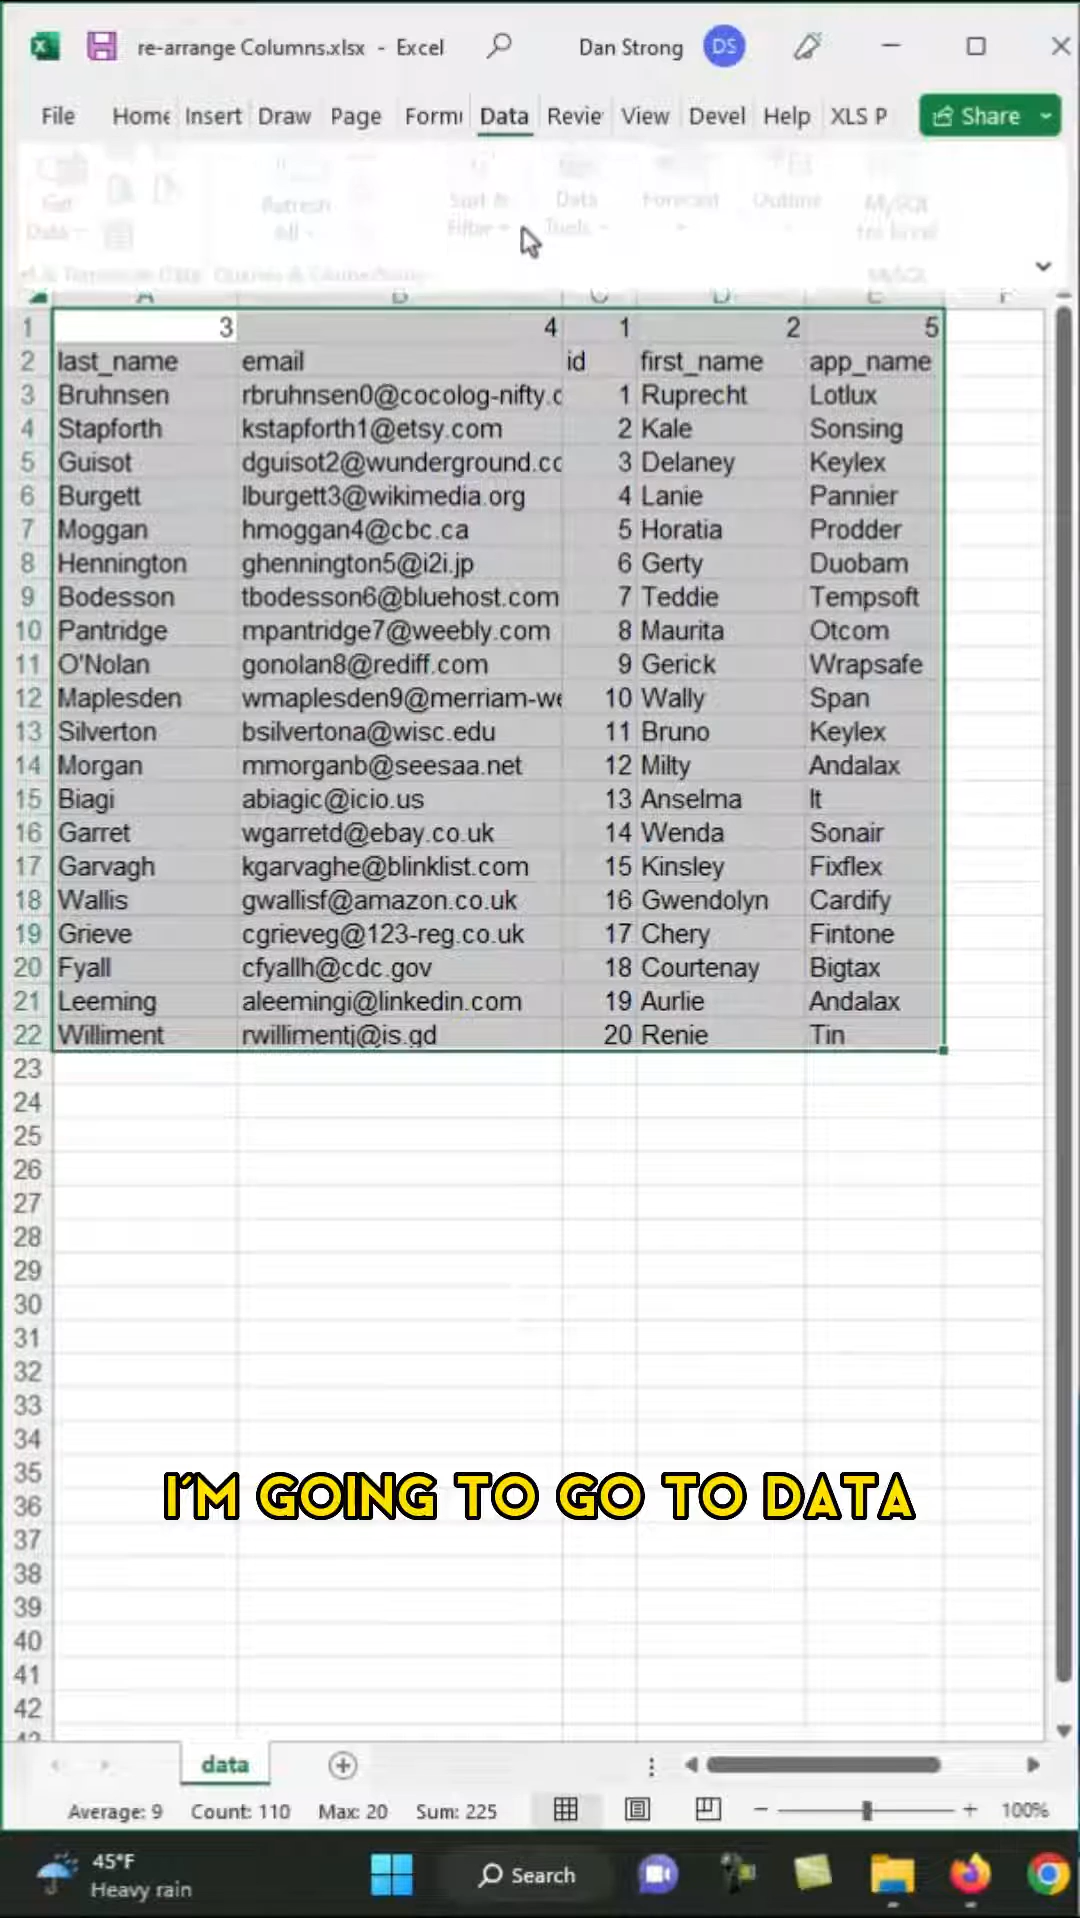 re-arrange Columns.xlsx - Excel Dan Strong DS
File Home Insert Draw Page Formu Data Revie View Devel Help XLS P Share
Get Data Refresh All Sort & Filter Data Tools Forecast Outline MySQL for Excel
MySQL
A B C D E F
1 3 4 1 2 5
2 last_name email id first_name app_name
3 Bruhnsen rbruhnsen0@cocolog-nifty.c 1 Ruprecht Lotlux
4 Stapforth kstapforth1@etsy.com 2 Kale Sonsing
5 Guisot dguisot2@wunderground.cc 3 Delaney Keylex
6 Burgett lburgett3@wikimedia.org 4 Lanie Pannier
7 Moggan hmoggan4@cbc.ca 5 Horatia Prodder
8 Hennington ghennington5@i2i.jp 6 Gerty Duobam
9 Bodesson tbodesson6@bluehost.com 7 Teddie Tempsoft
10 Pantridge mpantridge7@weebly.com 8 Maurita Otcom
11 O'Nolan gonolan8@rediff.com 9 Gerick Wrapsafe
12 Maplesden wmaplesden9@merriam-we 10 Wally Span
13 Silverton bsilvertona@wisc.edu 11 Bruno Keylex
14 Morgan mmorganb@seesaa.net 12 Milty Andalax
15 Biagi abiagic@icio.us 13 Anselma It
16 Garret wgarretd@ebay.co.uk 14 Wenda Sonair
17 Garvagh kgarvaghe@blinklist.com 15 Kinsley Fixflex
18 Wallis gwallisf@amazon.co.uk 16 Gwendolyn Cardify
19 Grieve cgrieveg@123-reg.co.uk 17 Chery Fintone
20 Fyall cfyallh@cdc.gov 18 Courtenay Bigtax
21 Leeming aleemingi@linkedin.com 19 Aurlie Andalax
22 Williment rwillimentj@is.gd 20 Renie Tin
23
24
25
26
27
28
29
30
31
32
33
34
35
I'M GOING TO GO TO DATA
36
37
38
39
40
41
42
data
Average: 9 Count: 110 Max: 20 Sum: 225 100%
45°F
Heavy rain
Search